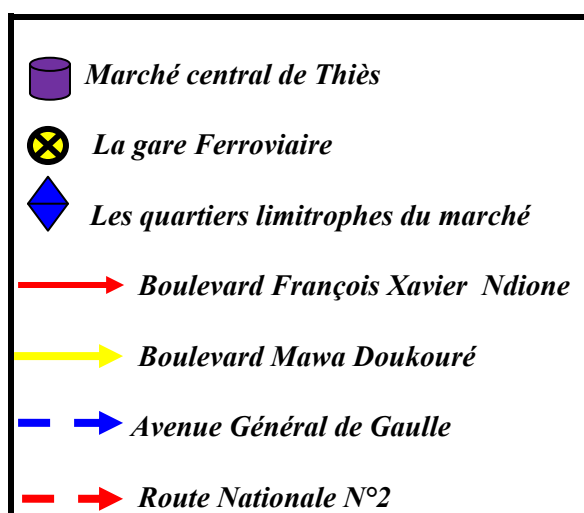 Marché central de Thiès
La gare Ferroviaire
Les quartiers limitrophes du marché
Boulevard François Xavier Ndione
Boulevard Mawa Doukouré
Avenue Général de Gaulle
Route Nationale N°2